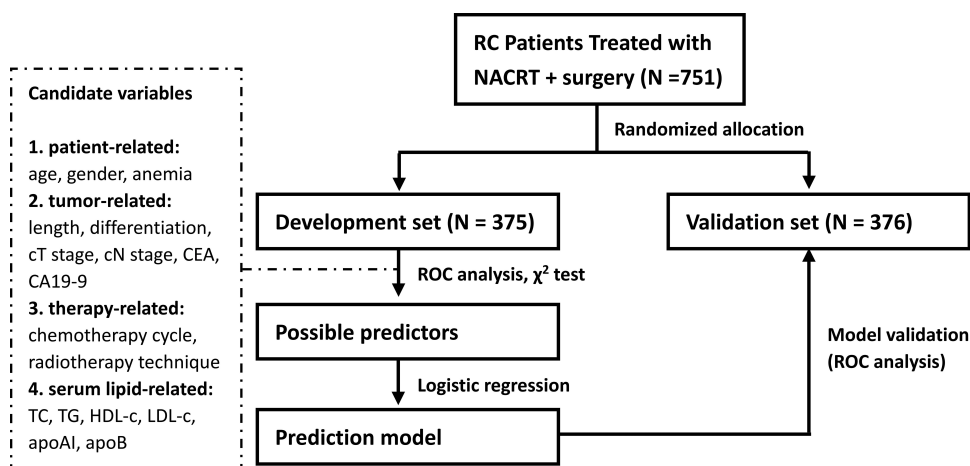 RC Patients Treated with
NACRT + surgery (N =751)
Randomized allocation
Candidate variables
1. patient-related:
age, gender, anemia
2. tumor-related:
length, differentiation,
cT stage, cN stage, CEA,
CA19-9
3. therapy-related:
chemotherapy cycle,
radiotherapy technique
4. serum lipid-related:
TC, TG, HDL-c, LDL-c,
apoAI, apoB
Development set (N = 375)
Validation set (N = 376)
ROC analysis, χ² test
Possible predictors
Logistic regression
Prediction model
Model validation
(ROC analysis)